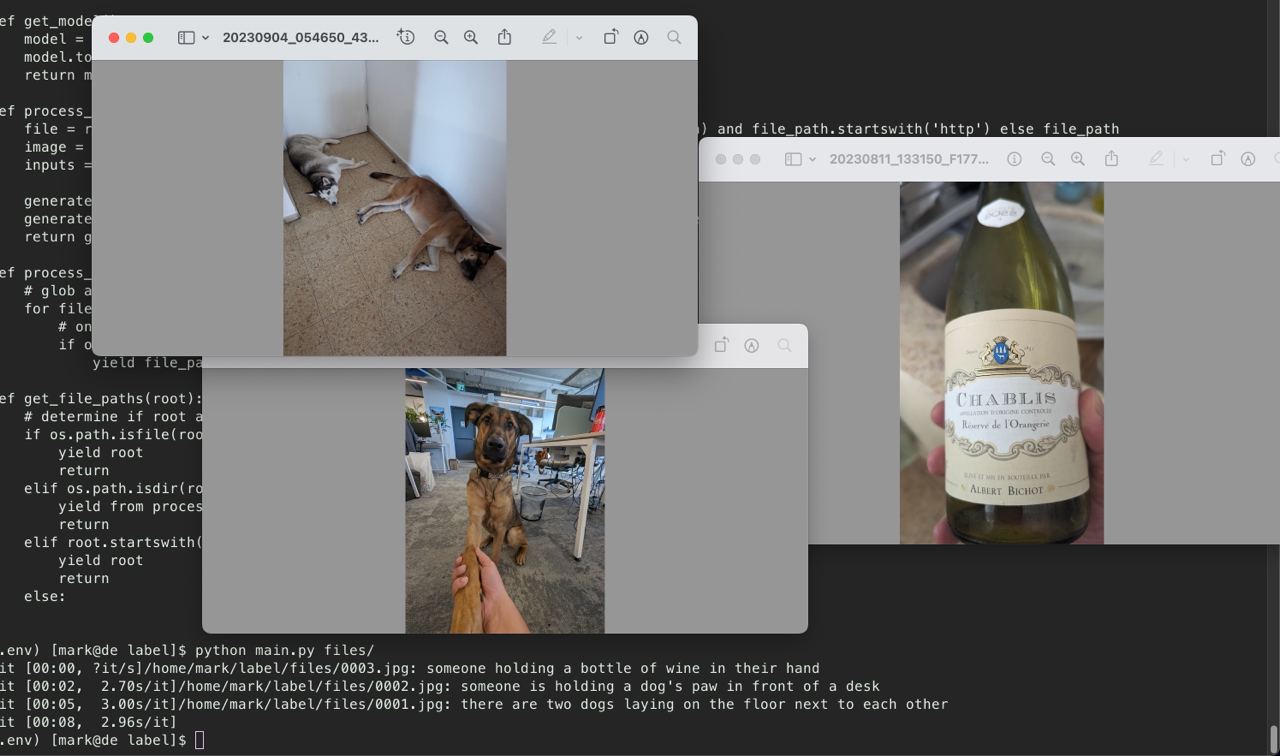 ef get_model()
    model =
    model.to
    return m
ef process_
    file = r
) and file_path.startswith('http') else file_path
    image =
    inputs =
    generate
    generate
    return g
ef process_
    # glob a
    for file
        # on
        if o
            yield file_pa
ef get_file_paths(root):
    # determine if root a
    if os.path.isfile(roo
        yield root
        return
    elif os.path.isdir(ro
        yield from proces
        return
    elif root.startswith(
        yield root
        return
    else:
20230904_054650_43...
20230811_133150_F177...
CHABLIS
APPELLATION D'ORIGINE CONTRÔLÉE
Réservé de l'Orangerie
ÉLEVÉ ET MIS EN BOUTEILLE PAR
ALBERT BICHOT
.env) [mark@de label]$ python main.py files/
it [00:00, ?it/s]/home/mark/label/files/0003.jpg: someone holding a bottle of wine in their hand
it [00:02,  2.70s/it]/home/mark/label/files/0002.jpg: someone is holding a dog's paw in front of a desk
it [00:05,  3.00s/it]/home/mark/label/files/0001.jpg: there are two dogs laying on the floor next to each other
it [00:08,  2.96s/it]
.env) [mark@de label]$